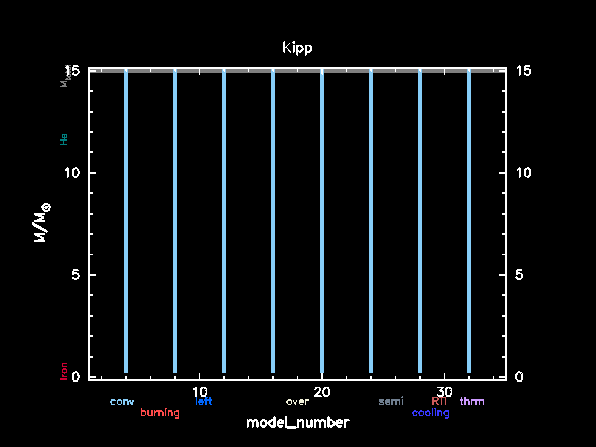 Kipp
15
15
He
10
10
M/M☉
5
5
Iron
0
0
10
20
30
conv
left
over
semi
RTI
thrm
burning
cooling
model_number